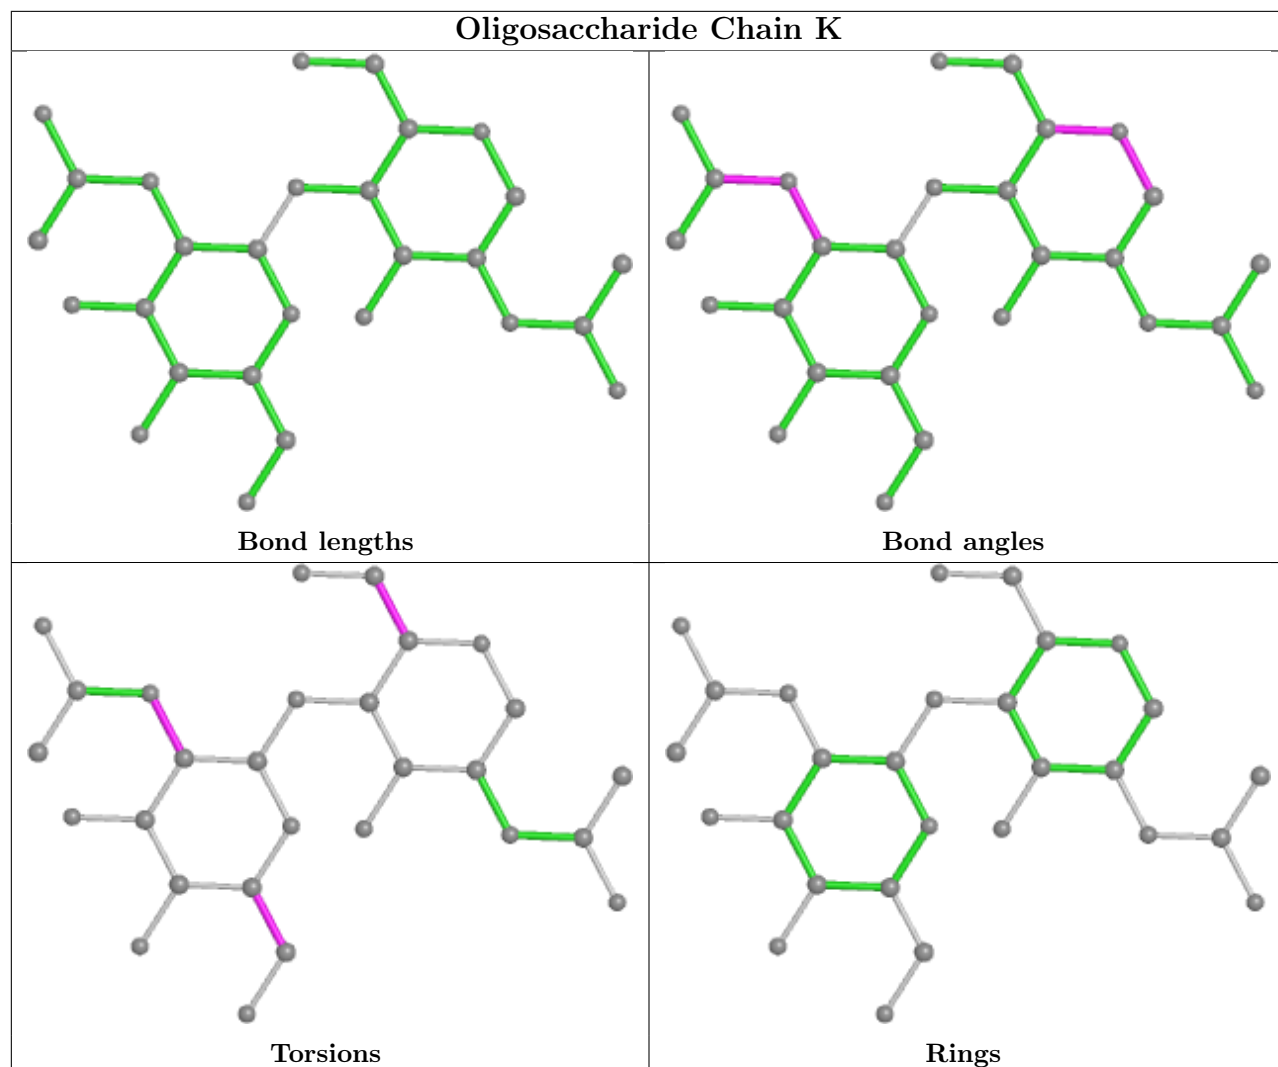 Oligosaccharide Chain K
Bond lengths
Bond angles
Torsions
Rings